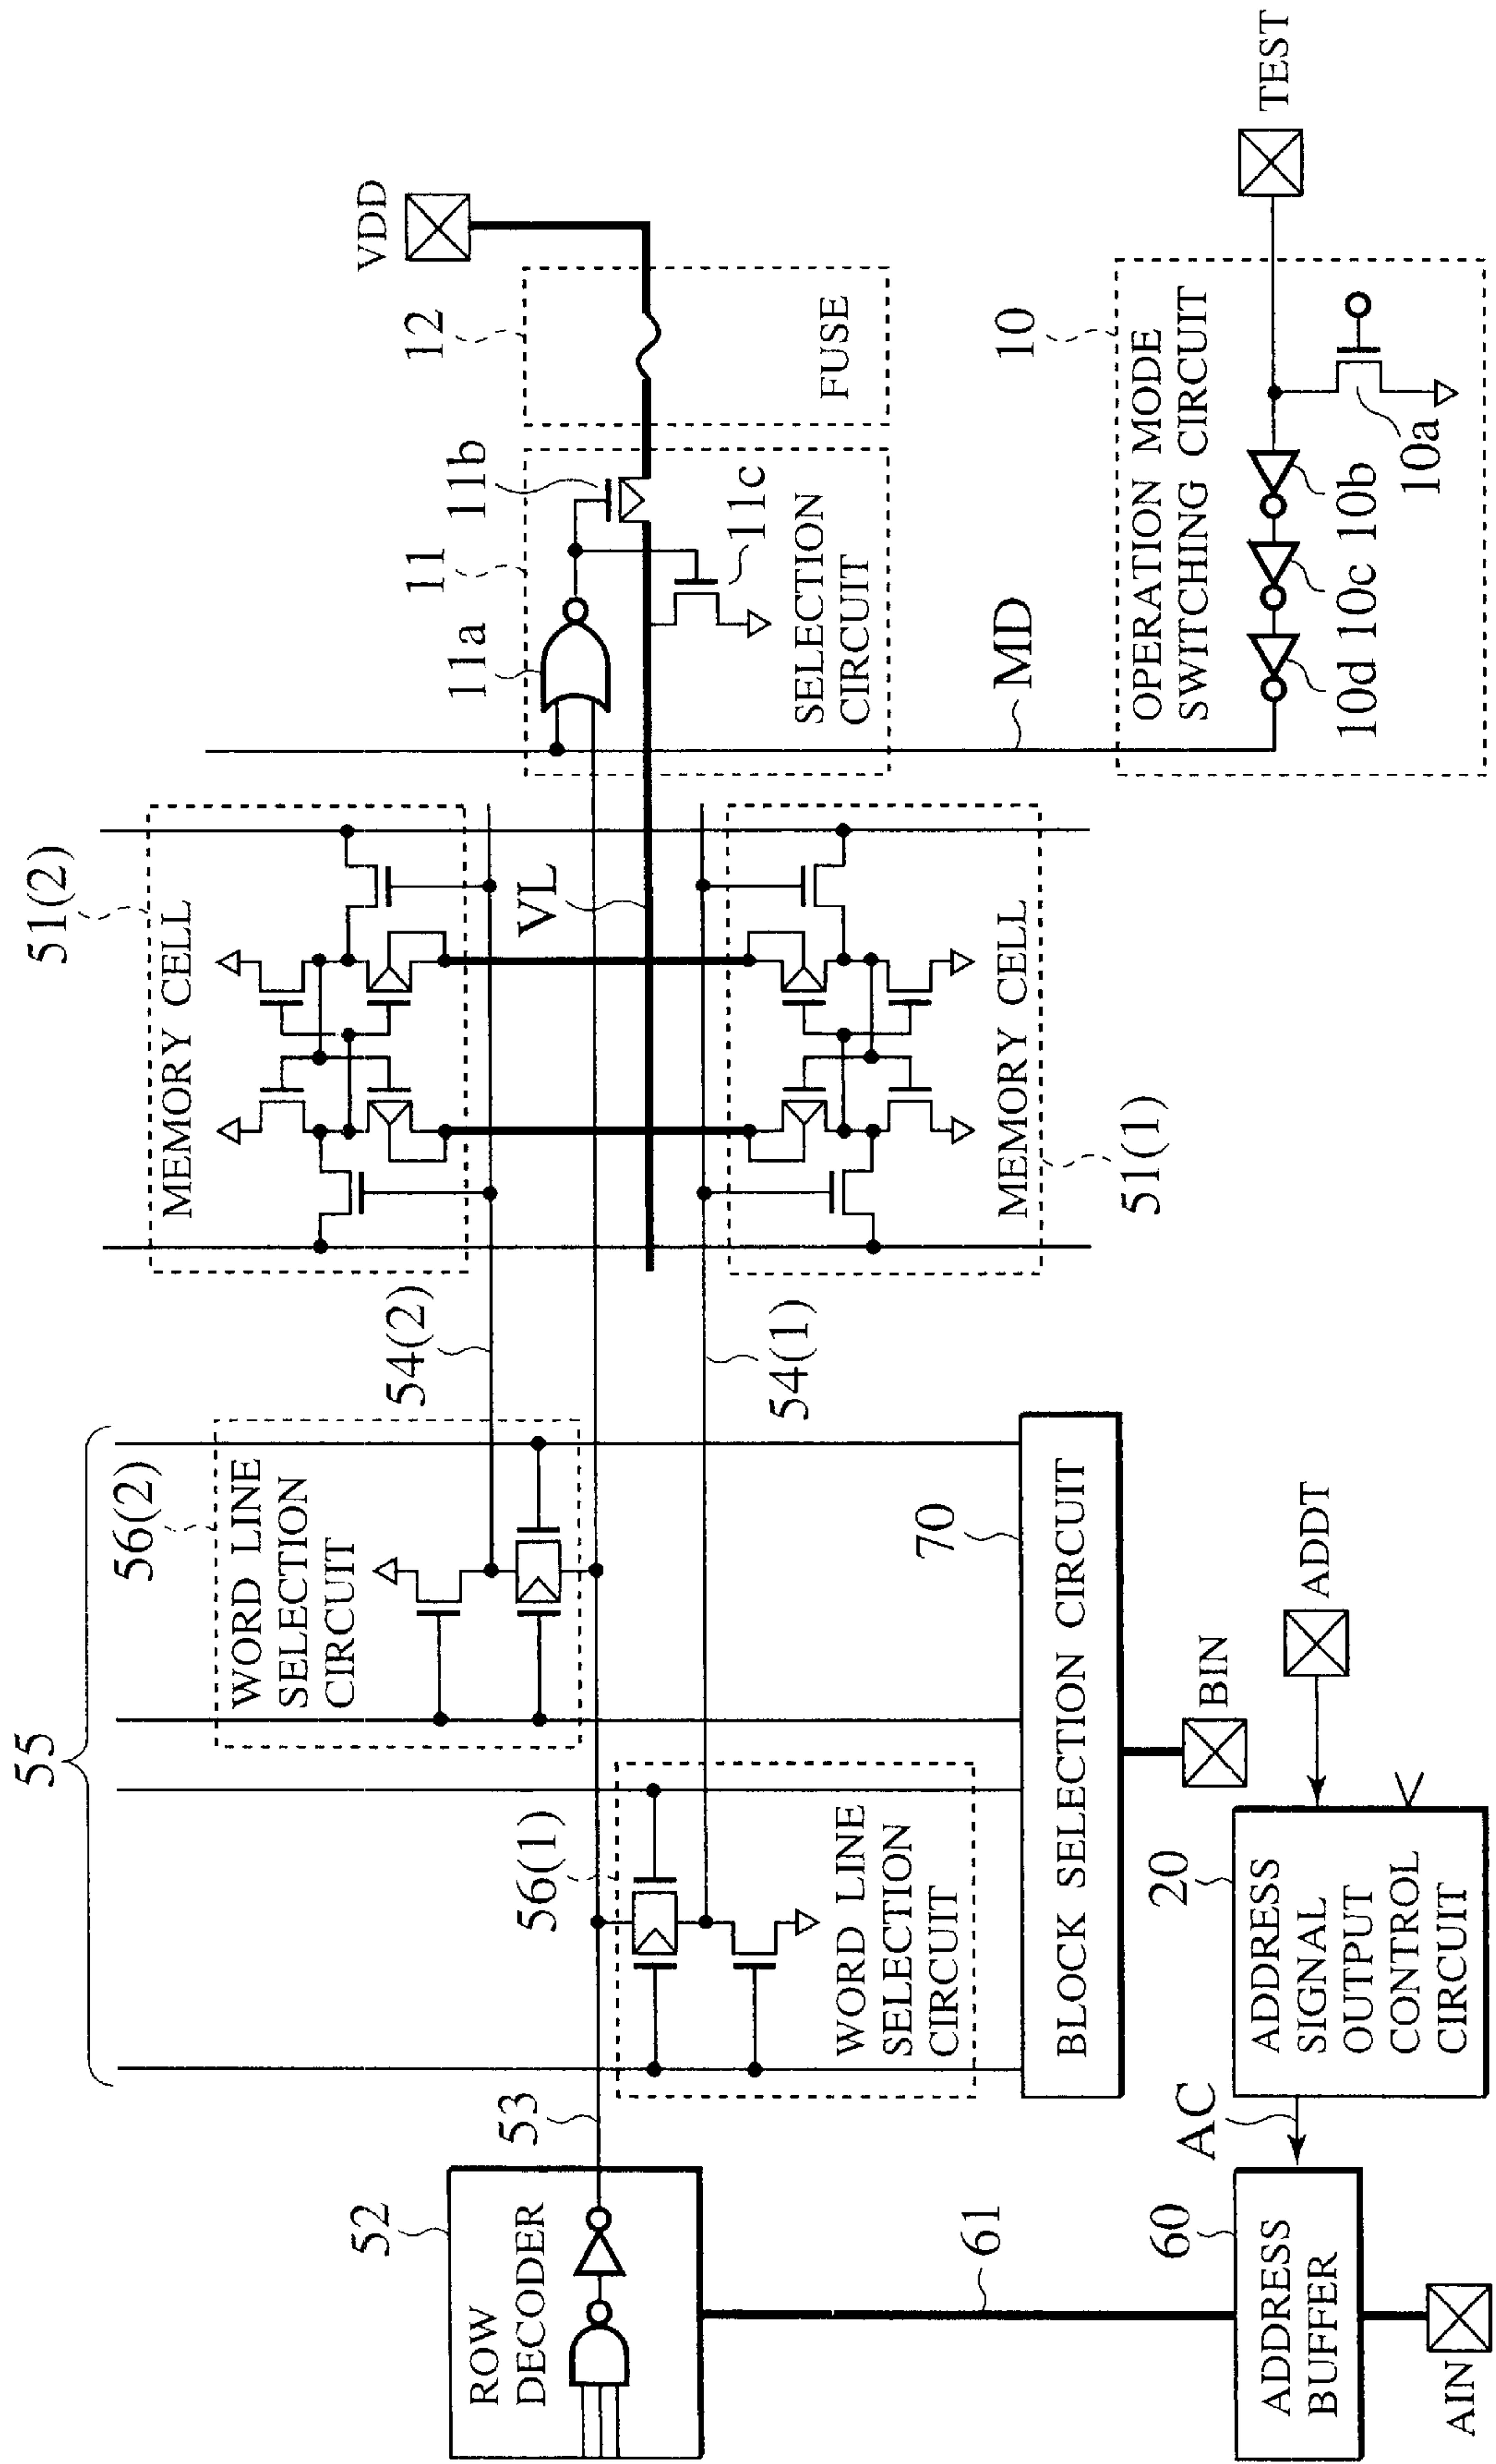 55
56(2)
WORD LINE
SELECTION
CIRCUIT
54(2)
51(2)
MEMORY CELL
VL
11
11a
11b
11c
SELECTION
CIRCUIT
12
FUSE
VDD
52
ROW
DECODER
53
56(1)
WORD LINE
SELECTION
CIRCUIT
54(1)
MEMORY CELL
51(1)
MD
10
OPERATION MODE
SWITCHING CIRCUIT
10d
10c
10b
10a
TEST
70
BLOCK SELECTION CIRCUIT
BIN
61
60
ADDRESS
BUFFER
AIN
AC
20
ADDRESS
SIGNAL
OUTPUT
CONTROL
CIRCUIT
ADDT